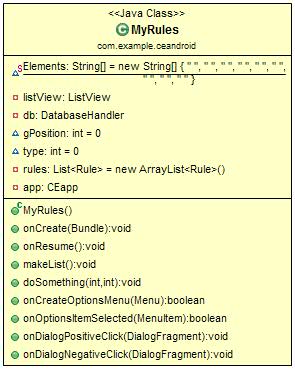 <<Java Class>>
MyRules
com.example.ceandroid
Elements: String[] = new String[] { " ", " ", " ", " ", " ", " ",
" ", " ", " " }
listView: ListView
db: DatabaseHandler
gPosition: int = 0
type: int = 0
rules: List<Rule> = new ArrayList<Rule>()
app: CEapp
MyRules()
onCreate(Bundle):void
onResume():void
makeList():void
doSomething(int,int):void
onCreateOptionsMenu(Menu):boolean
onOptionsItemSelected(MenuItem):boolean
onDialogPositiveClick(DialogFragment):void
onDialogNegativeClick(DialogFragment):void